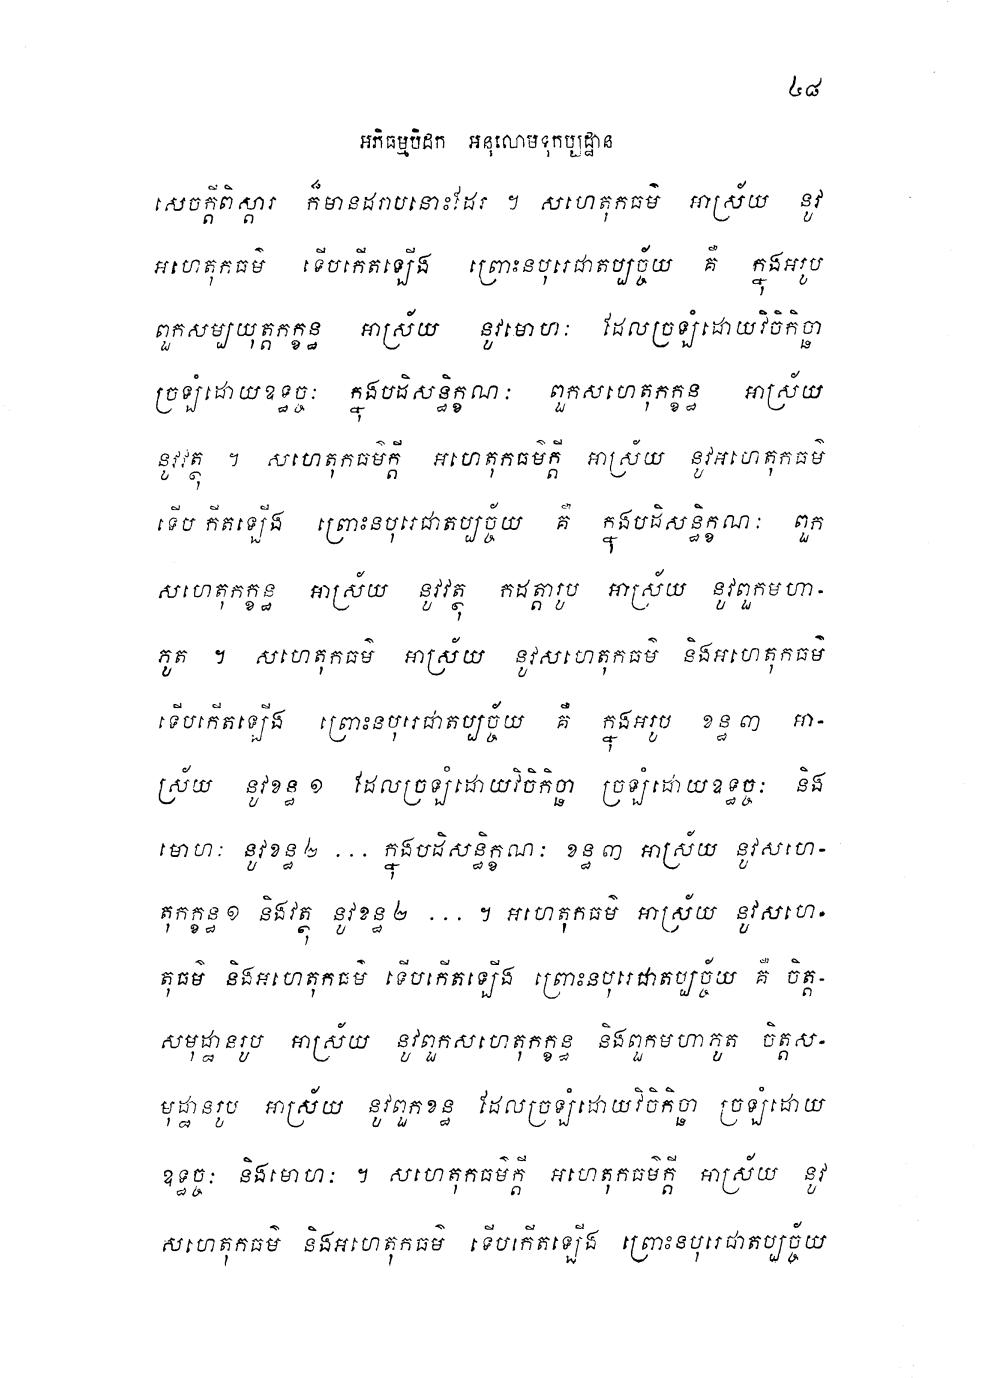 ៤៨
អភិធម្មបិដក អនុលោមទុកប្បដ្ឋាន
សេចក្តីពិស្តារ ក៏មានដរាបនោះដែរ ។ សហេតុកធម៌ អាស្រ័យ នូវ
អហេតុកធម៌ ទើបកើតឡើង ព្រោះនបុរេជាតប្បច្ច័យ គឺ ក្នុងអរូប
ពួកសម្បយុត្តកក្ខន្ធ អាស្រ័យ នូវមោហៈ ដែលច្រឡំដោយវិចិកិច្ឆា
ច្រឡំដោយឧទ្ធច្ចៈ ក្នុងបដិសន្ធិក្ខណៈ ពួកសហេតុកក្ខន្ធ អាស្រ័យ
នូវវត្ថុ ។ សហេតុកធម៌ក្តី អហេតុកធម៌ក្តី អាស្រ័យ នូវអហេតុកធម៌
ទើប កើតឡើង ព្រោះនបុរេជាតប្បច្ច័យ គឺ ក្នុងបដិសន្ធិក្ខណៈ ពួក
សហេតុកក្ខន្ធ អាស្រ័យ នូវវត្ថុ កដត្តារូប អាស្រ័យ នូវពួកមហា-
ភូត ។ សហេតុកធម៌ អាស្រ័យ នូវសហេតុកធម៌ និងអហេតុកធម៌
ទើបកើតឡើង ព្រោះនបុរេជាតប្បច្ច័យ គឺ ក្នុងអរូប ខន្ធ ៣ អា-
ស្រ័យ នូវខន្ធ ១ ដែលច្រឡំដោយវិចិកិច្ឆា ច្រឡំដោយឧទ្ធច្ចៈ និង
មោហៈ នូវខន្ធ ២ ... ក្នុងបដិសន្ធិក្ខណៈ ខន្ធ ៣ អាស្រ័យ នូវសហេ-
តុកក្ខន្ធ ១ និងវត្ថុ នូវខន្ធ ២ ... ។ អហេតុកធម៌ អាស្រ័យ នូវសហេ-
តុធម៌ និងអហេតុកធម៌ ទើបកើតឡើង ព្រោះនបុរេជាតប្បច្ច័យ គឺ ចិត្ត-
សមុដ្ឋានរូប អាស្រ័យ នូវពួកសហេតុកក្ខន្ធ និងពួកមហាភូត ចិត្តស-
មុដ្ឋានរូប អាស្រ័យ នូវពួកខន្ធ ដែលច្រឡំដោយវិចិកិច្ឆា ច្រឡំដោយ
ឧទ្ធច្ចៈ និងមោហៈ ។ សហេតុកធម៌ក្តី អហេតុកធម៌ក្តី អាស្រ័យ នូវ
សហេតុកធម៌ និងអហេតុកធម៌ ទើបកើតឡើង ព្រោះនបុរេជាតប្បច្ច័យ